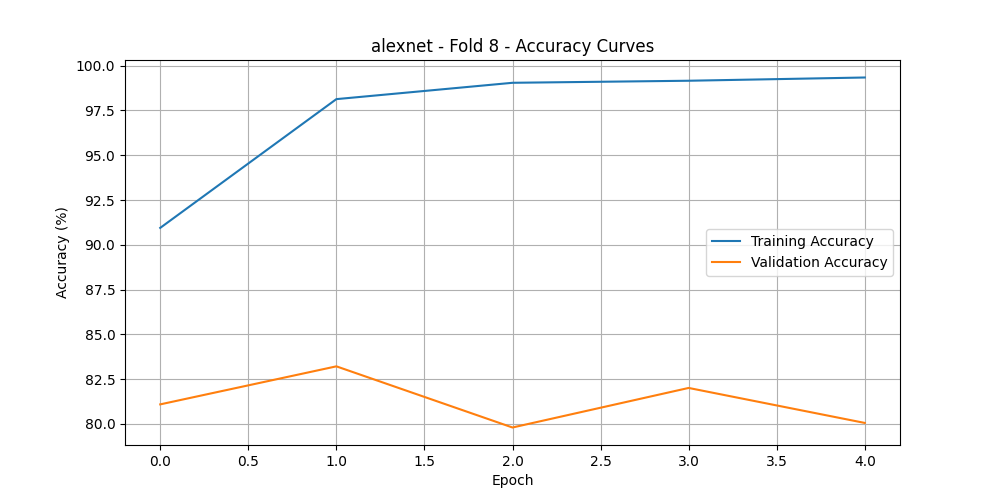 alexnet - Fold 8 - Accuracy Curves
Accuracy (%)
100.0
97.5
95.0
92.5
90.0
87.5
85.0
82.5
80.0
Training Accuracy
Validation Accuracy
0.0 0.5 1.0 1.5 2.0 2.5 3.0 3.5 4.0
Epoch